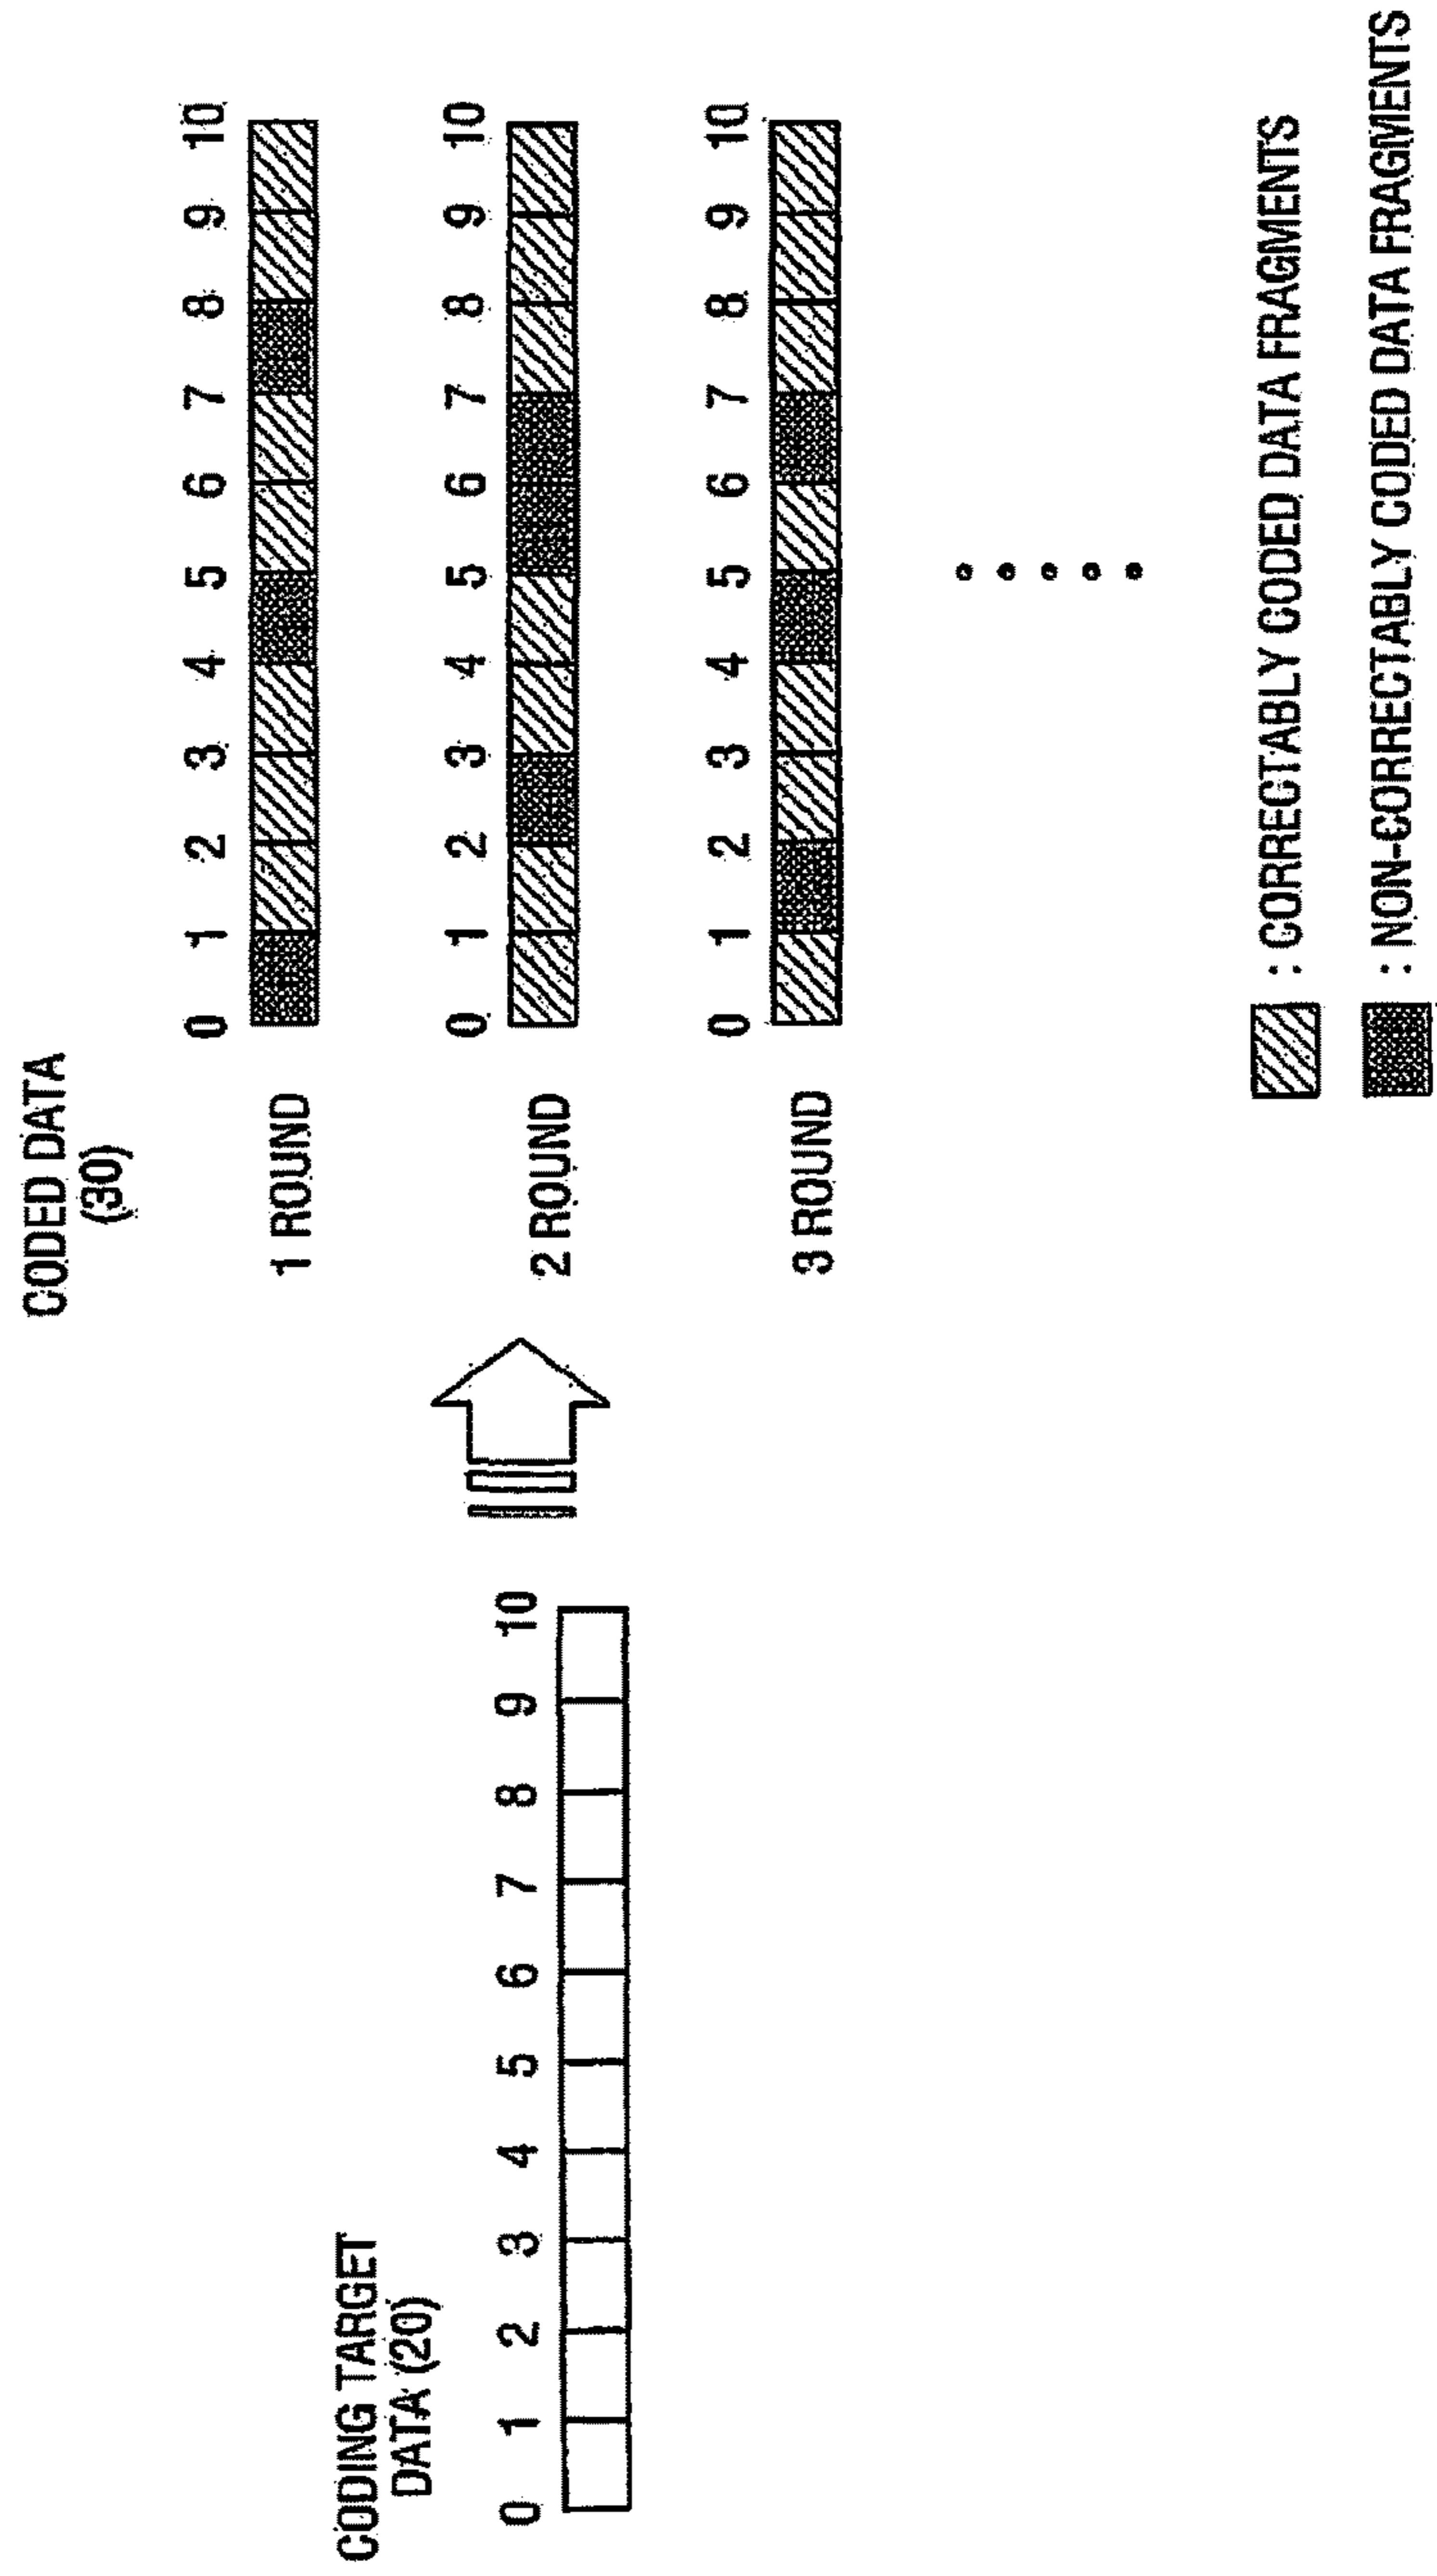 CODING TARGET
DATA (20)
0 1 2 3 4 5 6 7 8 9 10
CODED DATA
(30)
0 1 2 3 4 5 6 7 8 9 10
1 ROUND
0 1 2 3 4 5 6 7 8 9 10
2 ROUND
0 1 2 3 4 5 6 7 8 9 10
3 ROUND
: CORRECTABLY CODED DATA FRAGMENTS
: NON-CORRECTABLY CODED DATA FRAGMENTS